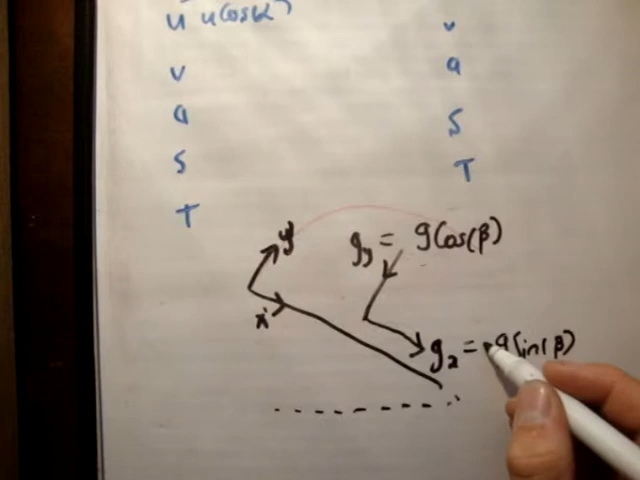 u u Cos(α)
v
v
a
a
s
s
T
T
y
gy = g Cos(β)
x
gx = g sin(β)